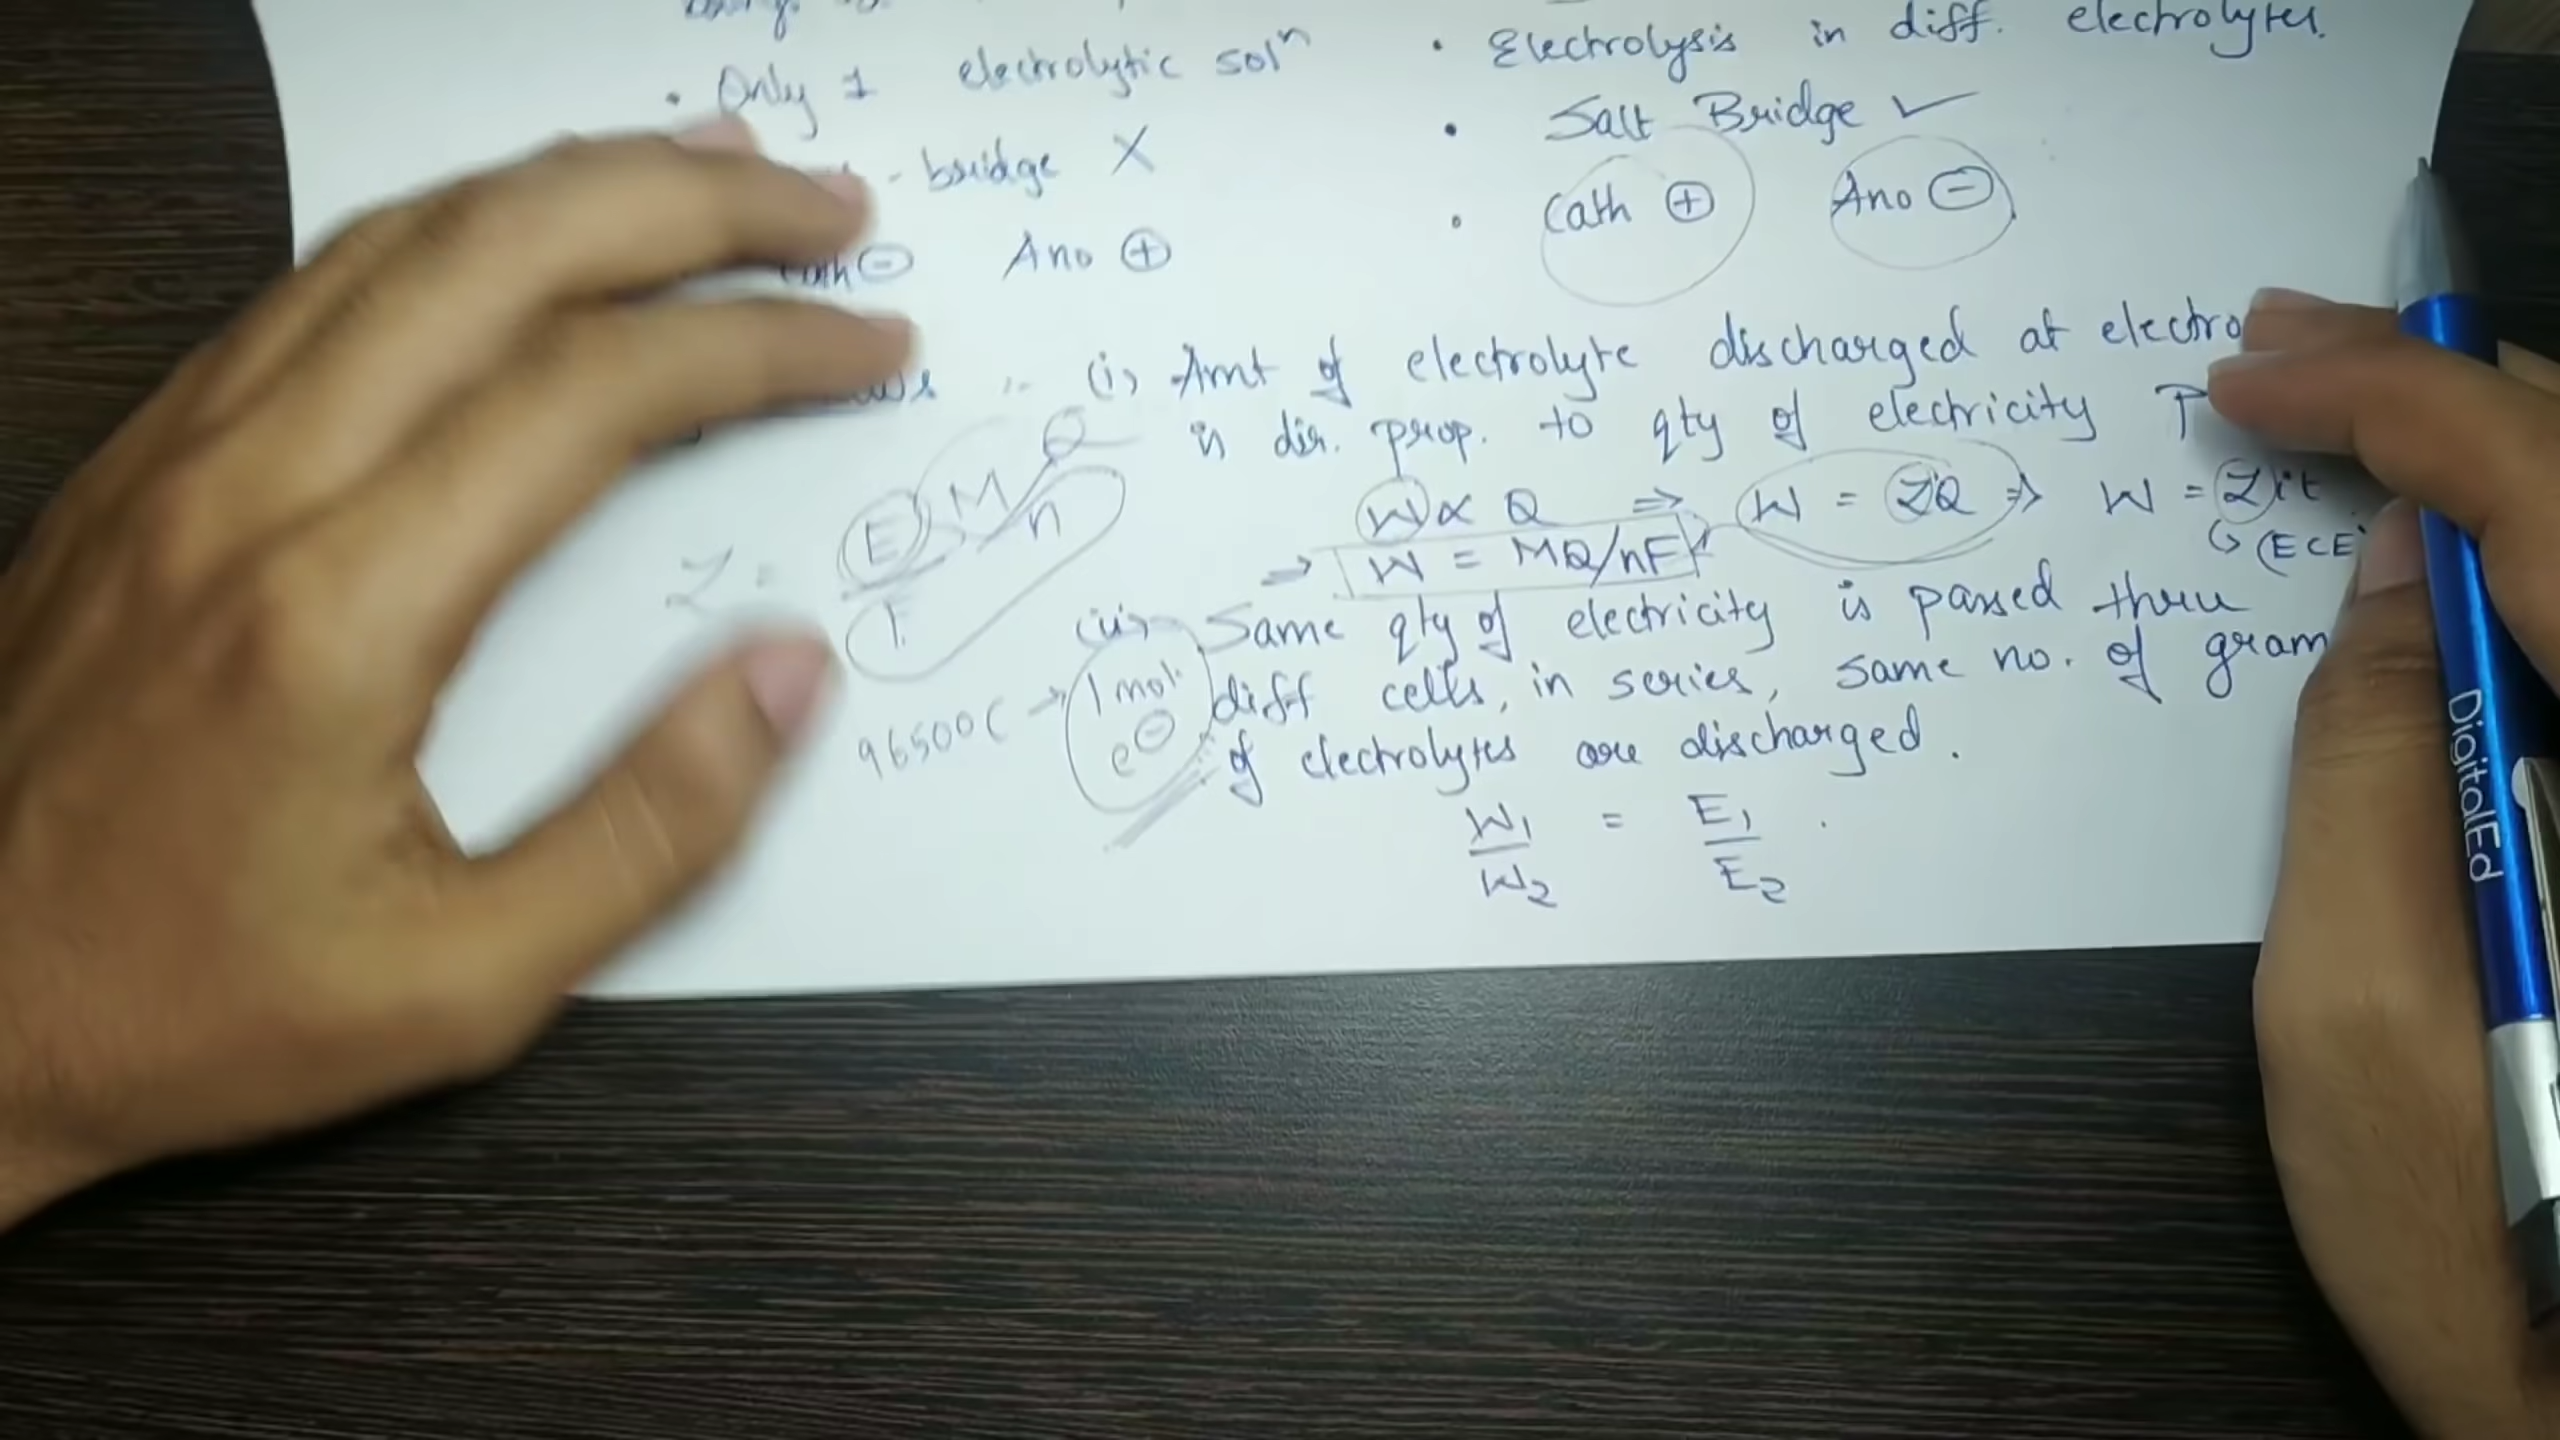 • Only 1 electrolytic solⁿ
- bridge X
Cath ⊖ Ano ⊕
• Electrolysis in diff. electrolytes.
• Salt Bridge ✓
• Cath ⊕ Ano ⊖
:- (i) Amt of electrolyte discharged at electro
is dir. prop. to qty of electricity P
W ∝ Q ⇒ W = ZQ ⇒ W = Zit
↳ (ECE
⇒ W = MQ/nF
Z = E M Q
F n
(ii) Same qty of electricity is passed thru
diff cells, in series, same no. of gram
of electrolytes are discharged.
96500C → 1 mol e⊖
W₁ = E₁
W₂ E₂
DigitalEd